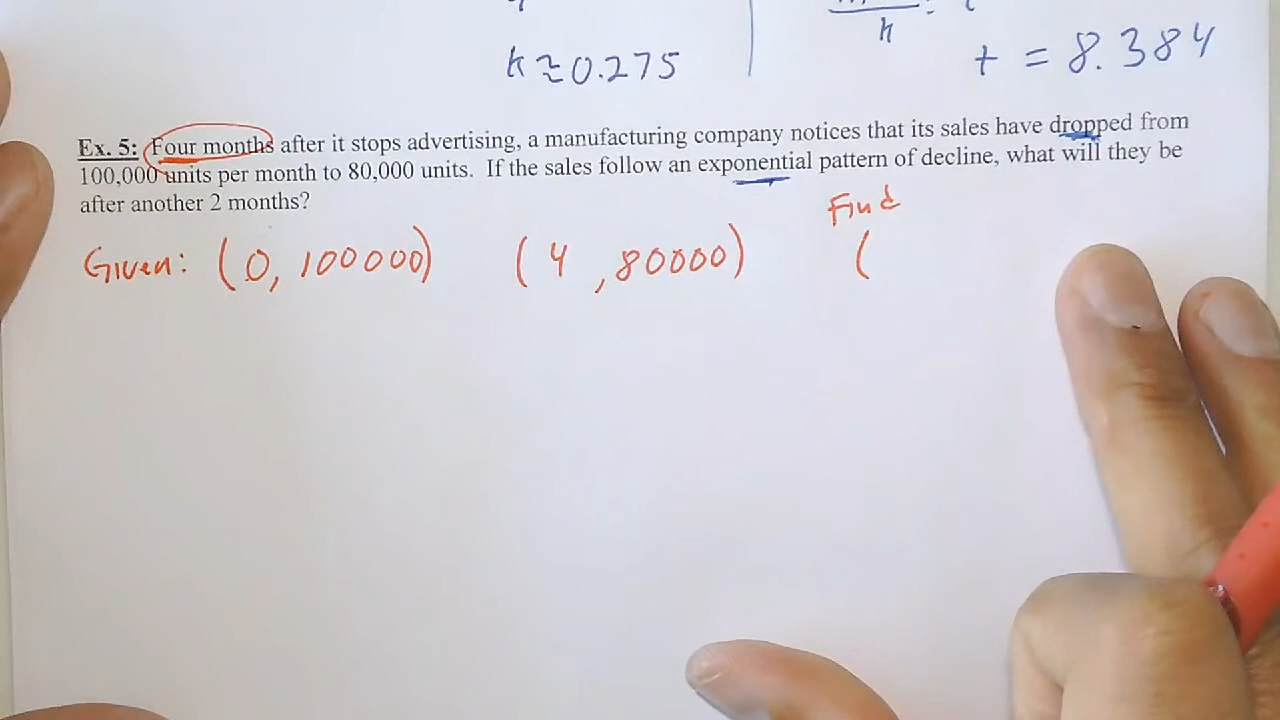 k ≈ 0.275
t = 8.384
Ex. 5: Four months after it stops advertising, a manufacturing company notices that its sales have dropped from
100,000 units per month to 80,000 units. If the sales follow an exponential pattern of decline, what will they be
after another 2 months?
Find
Given: (0, 100000) (4, 80000) (